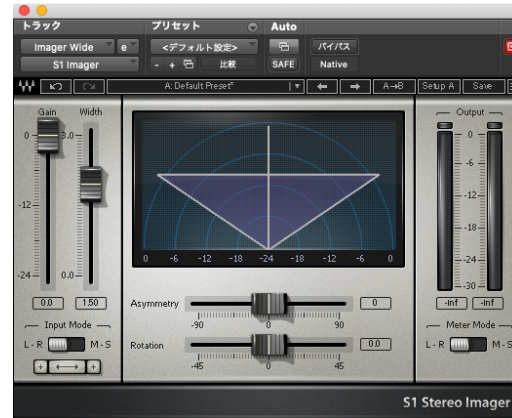 トラック プリセット Auto
Imager Wide e <デフォルト設定> バイパス
S1 Imager - + 比較 SAFE Native
A: Default Preset* A→B Setup A Save
Gain Width Output
0 3.0 0
-6
-12 -12
-18
-24
-24 0.0 -30
0 -6 -12 -18 -24 -18 -12 -6 0
0.0 1.50 Asymmetry 0 -Inf -Inf
-90 0 90
Input Mode Meter Mode
L - R M - S Rotation 0.0 L - R M - S
-45 0 45
S1 Stereo Imager